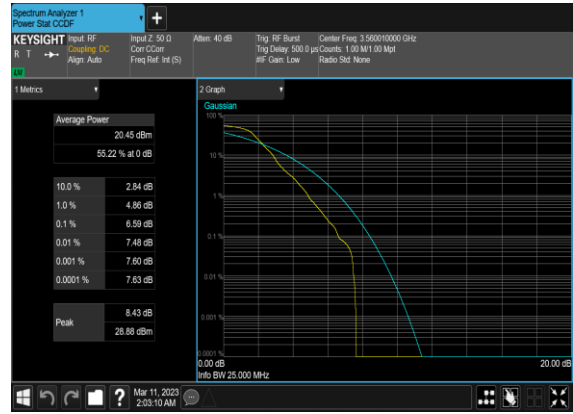 Spectrum Analyzer 1
Power Stat CCDF
+
KEYSIGHT
R T
LW
Input: RF
Coupling: DC
Align: Auto
Input Z: 50 Ω
Corr CCorr
Freq Ref: Int (S)
Atten: 40 dB
Trig: RF Burst
Trig Delay: 500.0 µs
#IF Gain: Low
Center Freq: 3.560010000 GHz
Counts: 1.00 M/1.00 Mpt
Radio Std: None
1 Metrics
Average Power
20.45 dBm
55.22 % at 0 dB
10.0 % 2.84 dB
1.0 % 4.86 dB
0.1 % 6.59 dB
0.01 % 7.48 dB
0.001 % 7.60 dB
0.0001 % 7.63 dB
Peak
8.43 dB
28.88 dBm
2 Graph
Gaussian
100 %
10 %
1 %
0.1 %
0.01 %
0.001 %
0.0001 %
0.00 dB 20.00 dB
Info BW 25.000 MHz
?
Mar 11, 2023
2:03:10 AM